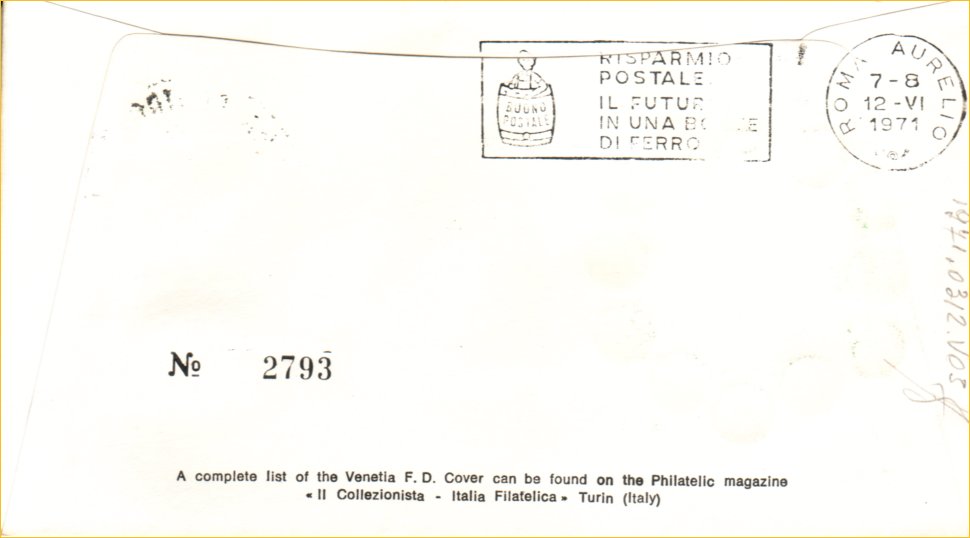 RISPARMIO
POSTALE
IL FUTUR
IN UNA
DI FERRO
BUONO
POSTALE
ROMA AURELIO
7-8
12-VI
1971
Nº 2793
A complete list of the Venetia F. D. Cover can be found on the Philatelic magazine
« Il Collezionista - Italia Filatelica » Turin (Italy)